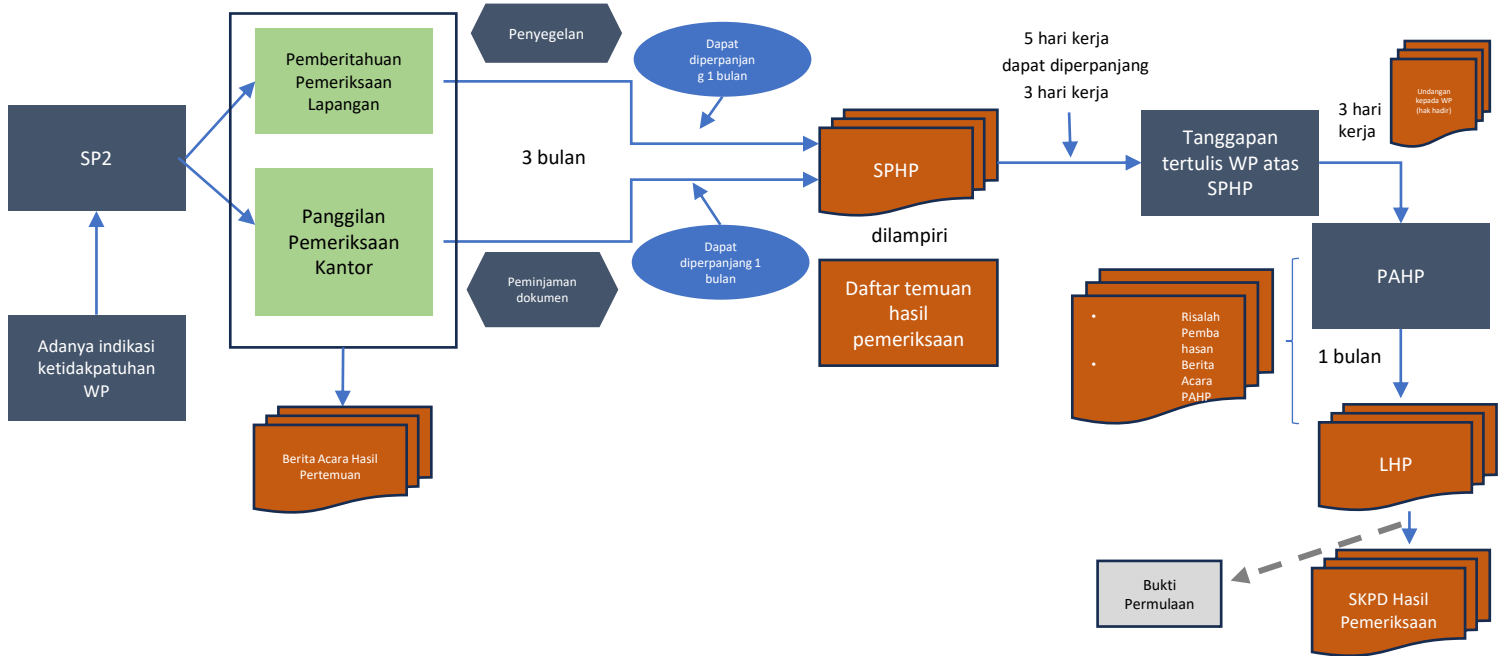 Pemberitahuan
Pemeriksaan
Lapangan
Penyegelan
Dapat
diperpanjan
g 1 bulan
5 hari kerja
dapat diperpanjang
3 hari kerja
Undangan
kepada WP
(hak hadir)
SP2
3 bulan
SPHP
Tanggapan
tertulis WP atas
SPHP
3 hari
kerja
Panggilan
Pemeriksaan
Kantor
Peminjaman
dokumen
Dapat
diperpanjang 1
bulan
dilampiri
Daftar temuan
hasil
pemeriksaan
PAHP
• Risalah
Pemba
hasan
• Berita
Acara
PAHP
1 bulan
Adanya indikasi
ketidakpatuhan
WP
Berita Acara Hasil
Pertemuan
LHP
Bukti
Permulaan
SKPD Hasil
Pemeriksaan